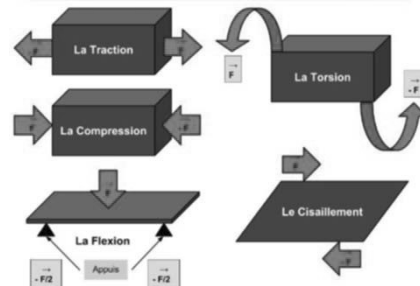 La Traction
La Compression
La Flexion
Appuis
- F/2
- F/2
La Torsion
F
- F
Le Cisaillement